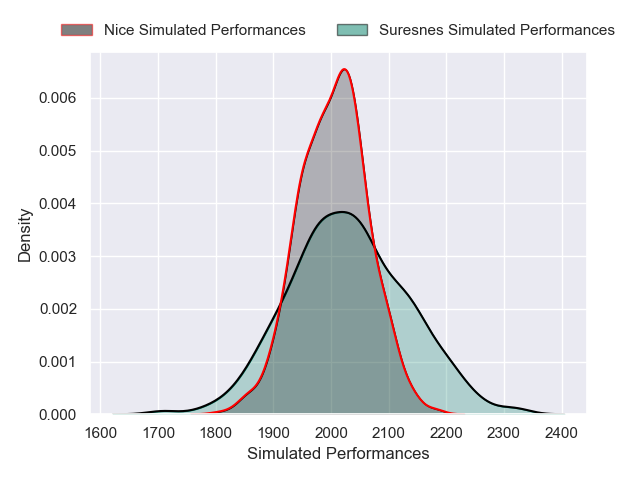 Nice Simulated Performances
Suresnes Simulated Performances
0.006
0.005
0.004
0.003
0.002
0.001
0.000
Density
1600 1700 1800 1900 2000 2100 2200 2300 2400
Simulated Performances